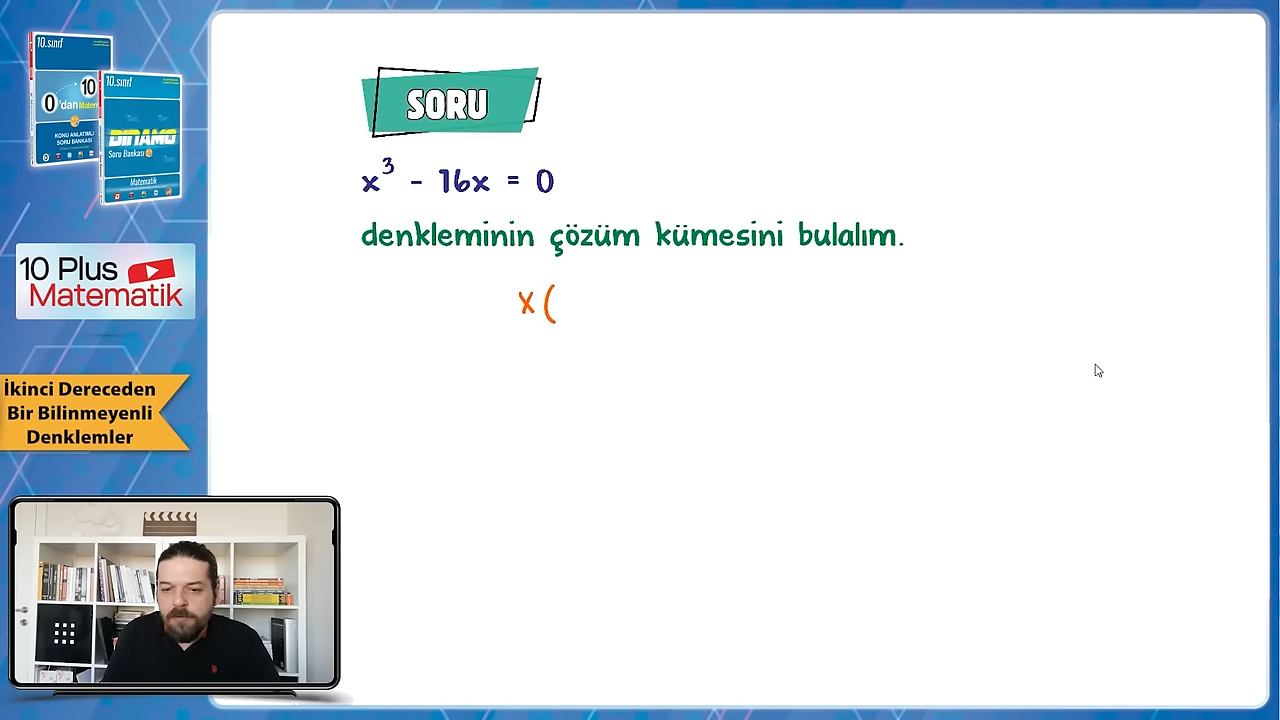 10.sınıf
0'dan 10
KONU ANLATIMLI
SORU BANKASI
10.sınıf
DİNAMO
Soru Bankası
Matematik
10 Plus
Matematik
İkinci Dereceden
Bir Bilinmeyenli
Denklemler
SORU
x³ - 16x = 0
denkleminin çözüm kümesini bulalım.
x (